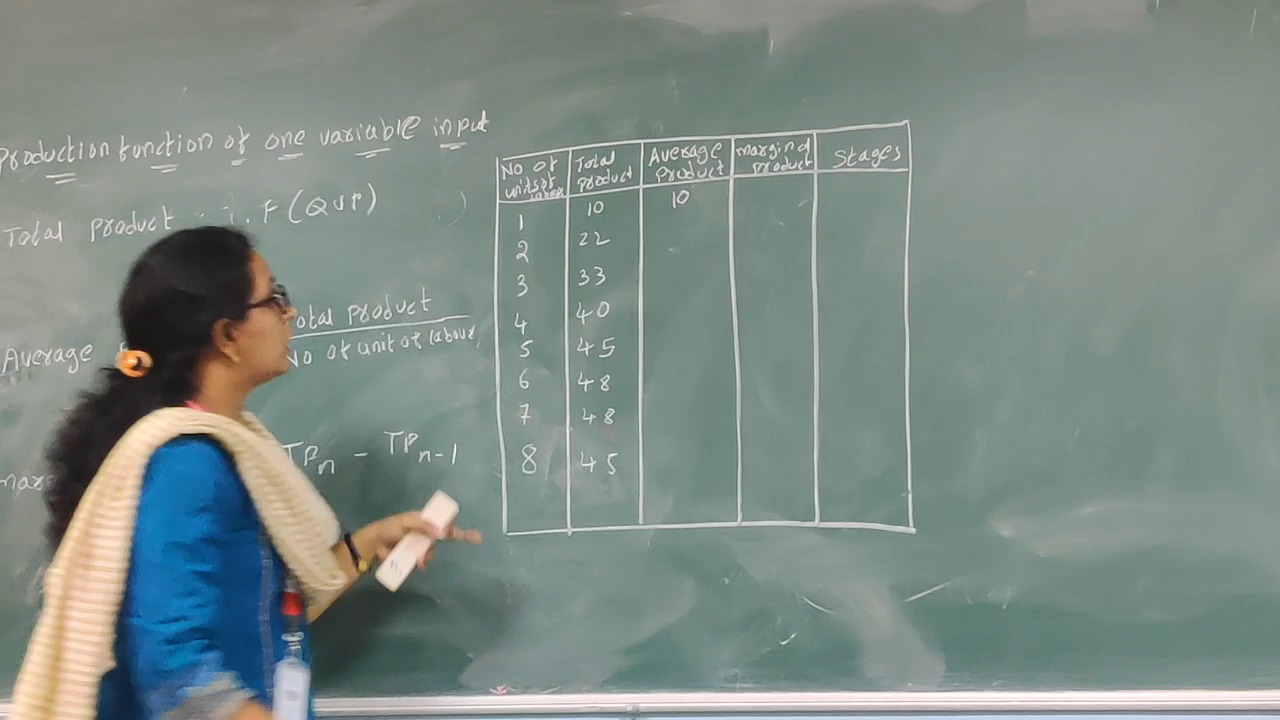 Production function of one variable input
Total product : i. F (QVP)
Average
otal product
No of unit of labour
TPn - TPn-1
No of units of labour
Total product
Average product
marginal product
Stages
1 10 10
2 22
3 33
4 40
5 45
6 48
7 48
8 45